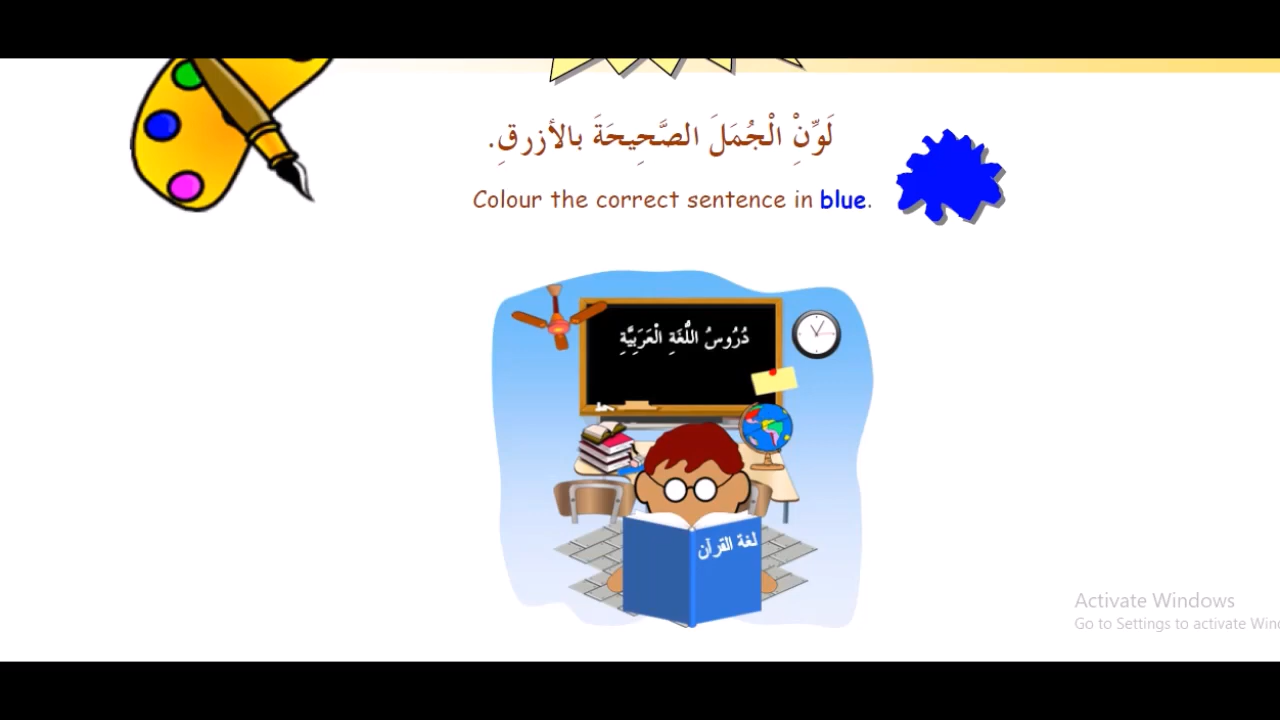 لَوِّنْ الْجُمَلَ الصَّحِيحَةَ بالأزرقِ.
Colour the correct sentence in blue.
دُرُوسُ اللُّغَةِ الْعَرَبِيَّةِ
لغة القرآن
Activate Windows
Go to Settings to activate Wind